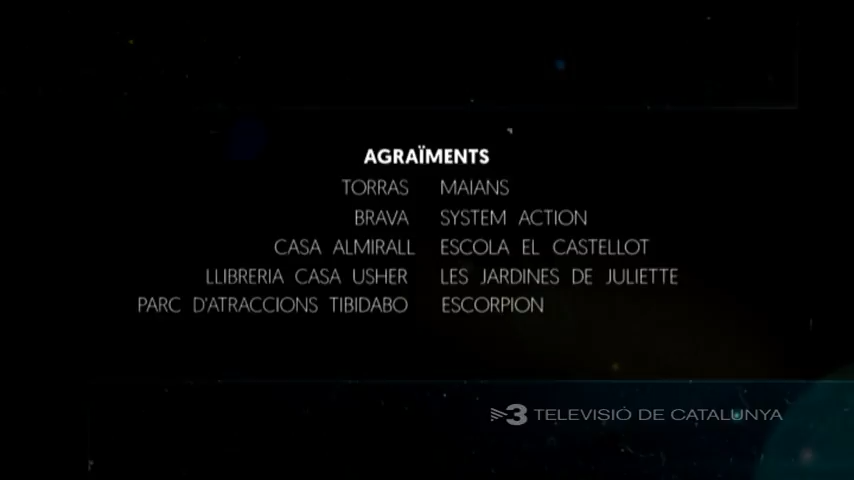 AGRAÏMENTS
TORRAS MAIANS
BRAVA SYSTEM ACTION
CASA ALMIRALL ESCOLA EL CASTELLOT
LLIBRERIA CASA USHER LES JARDINES DE JULIETTE
PARC D'ATRACCIONS TIBIDABO ESCORPION
3 TELEVISIÓ DE CATALUNYA